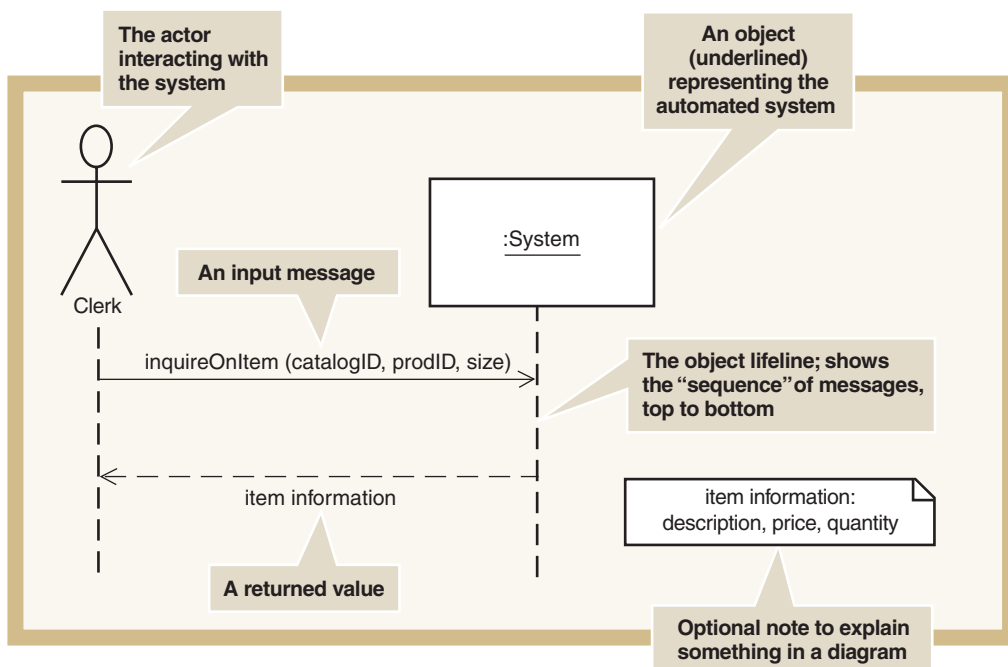 The actor
interacting with
the system
An object
(underlined)
representing the
automated system
:System
An input message
Clerk
inquireOnItem (catalogID, prodID, size)
The object lifeline; shows
the “sequence” of messages,
top to bottom
item information
item information:
description, price, quantity
A returned value
Optional note to explain
something in a diagram